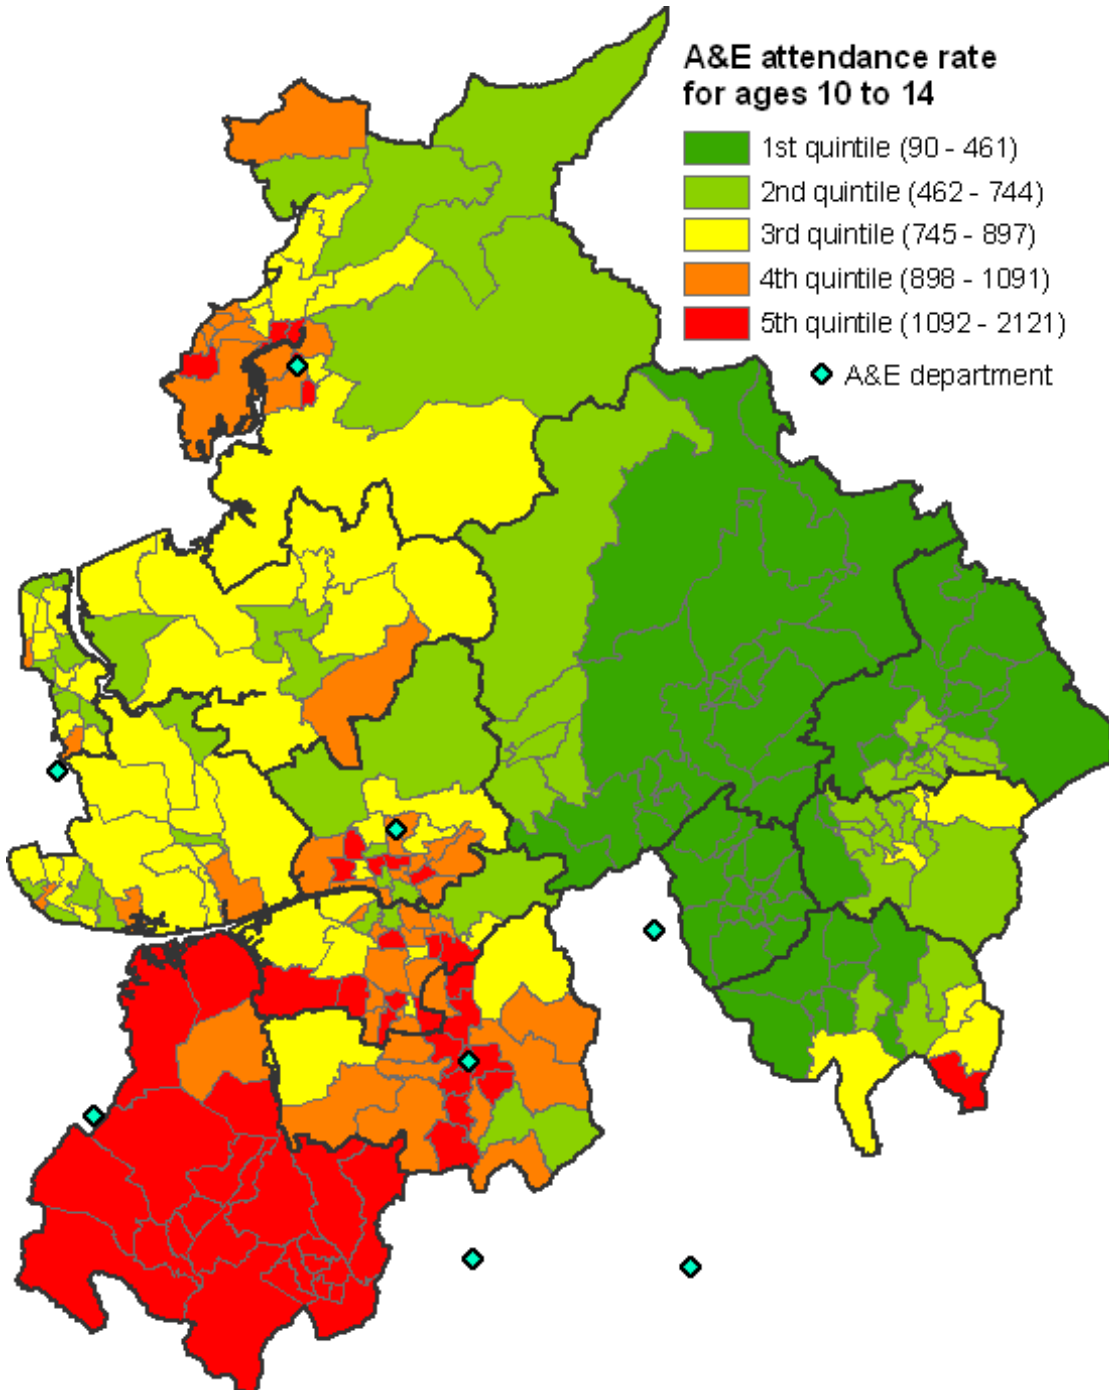 A&E attendance rate
for ages 10 to 14
1st quintile (90 - 461)
2nd quintile (462 - 744)
3rd quintile (745 - 897)
4th quintile (898 - 1091)
5th quintile (1092 - 2121)
A&E department